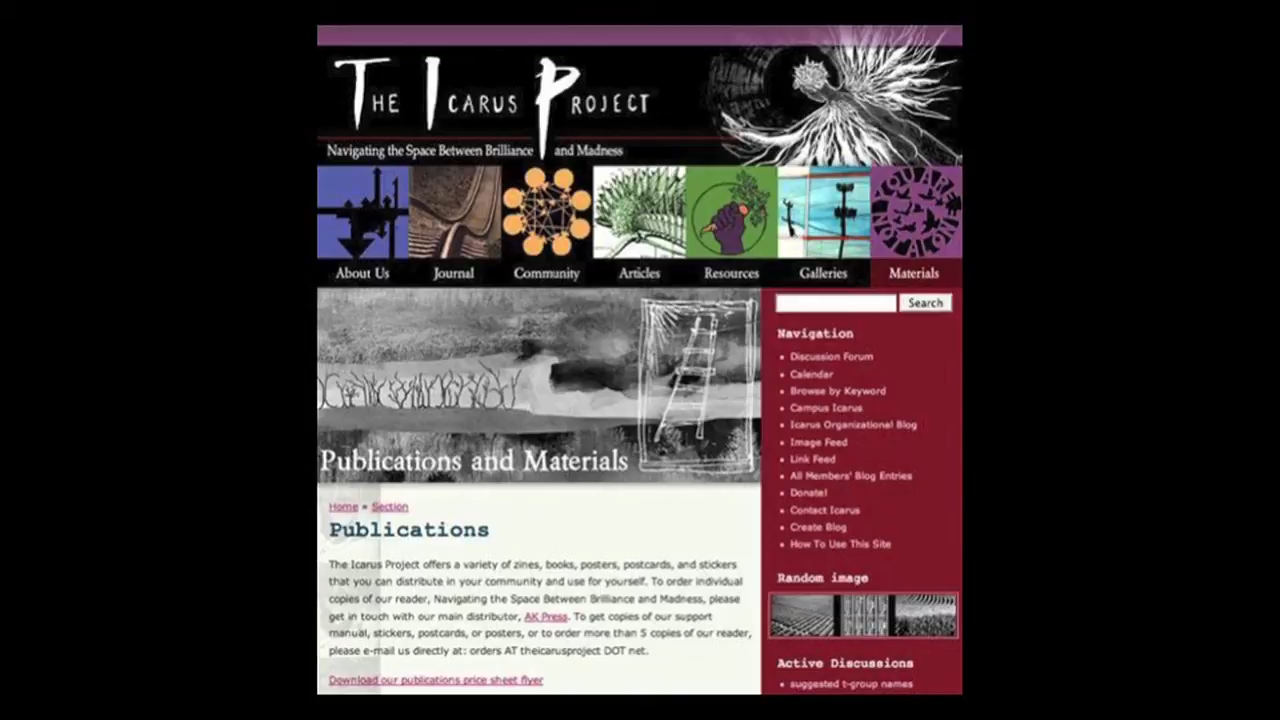 The Icarus Project
Navigating the Space Between Brilliance and Madness
YOU ARE NOT ALONE
About Us Journal Community Articles Resources Galleries Materials
Search
Publications and Materials
Home » Section
Publications
The Icarus Project offers a variety of zines, books, posters, postcards, and stickers
that you can distribute in your community and use for yourself. To order individual
copies of our reader, Navigating the Space Between Brilliance and Madness, please
get in touch with our main distributor, AK Press. To get copies of our support
manual, stickers, postcards, or posters, or to order more than 5 copies of our reader,
please e-mail us directly at: orders AT theicarusproject DOT net.
Download our publications price sheet flyer
Navigation
Discussion Forum
Calendar
Browse by Keyword
Campus Icarus
Icarus Organizational Blog
Image Feed
Link Feed
All Members' Blog Entries
Donate!
Contact Icarus
Create Blog
How To Use This Site
Random image
Active Discussions
suggested t-group names